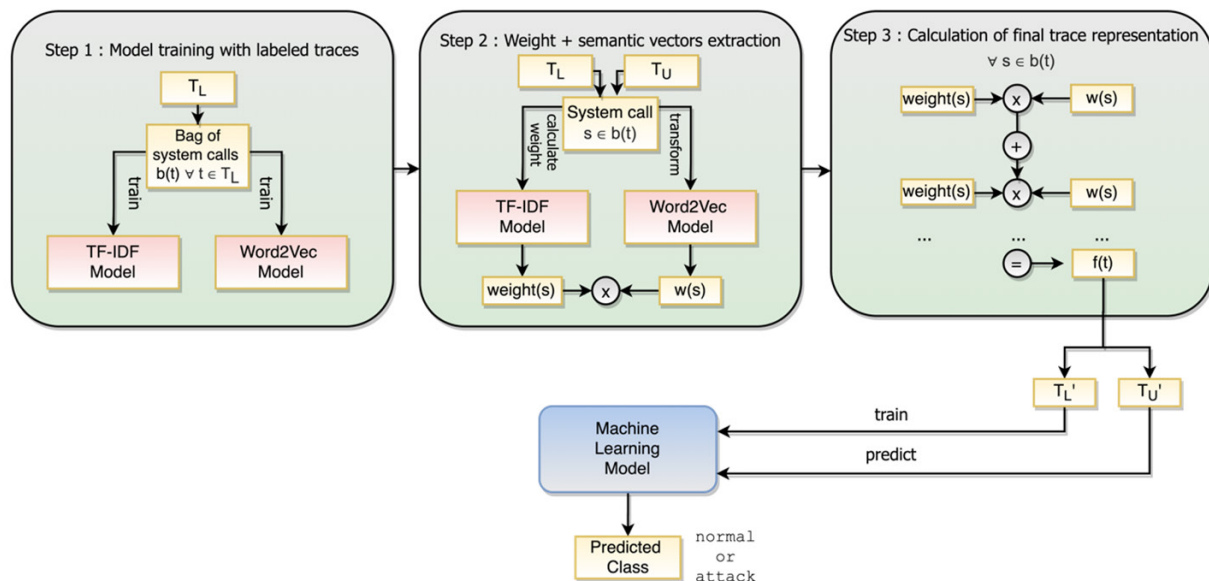 Step 1 : Model training with labeled traces
T_L
Bag of
system calls
b(t) ∀ t ∈ T_L
train
train
TF-IDF
Model
Word2Vec
Model
Step 2 : Weight + semantic vectors extraction
T_L
T_U
System call
s ∈ b(t)
calculate
weight
transform
TF-IDF
Model
Word2Vec
Model
weight(s)
x
w(s)
Step 3 : Calculation of final trace representation
∀ s ∈ b(t)
weight(s)
x
w(s)
+
weight(s)
x
w(s)
...
...
...
=
f(t)
T_L'
T_U'
train
predict
Machine
Learning
Model
Predicted
Class
normal
or
attack